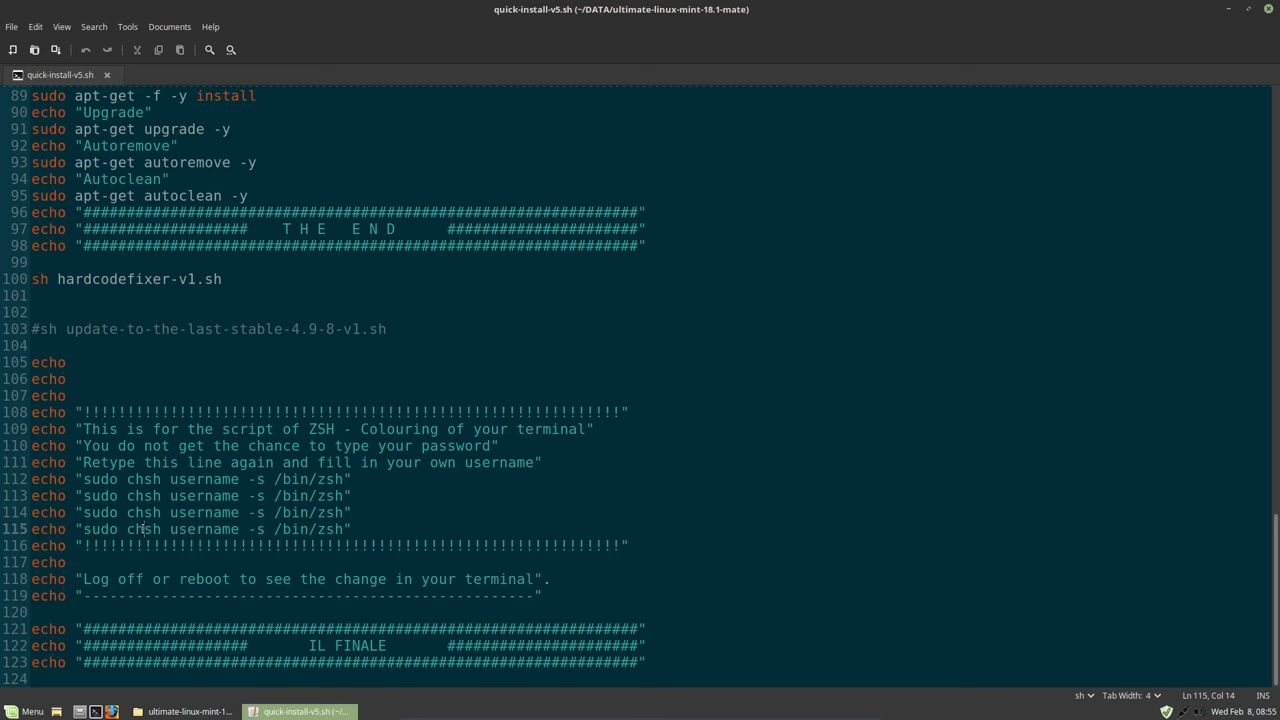 quick-install-v5.sh (~/DATA/ultimate-linux-mint-18.1-mate)
File Edit View Search Tools Documents Help
quick-install-v5.sh
89 sudo apt-get -f -y install
90 echo "Upgrade"
91 sudo apt-get upgrade -y
92 echo "Autoremove"
93 sudo apt-get autoremove -y
94 echo "Autoclean"
95 sudo apt-get autoclean -y
96 echo "################################################################"
97 echo "###################    T H E   E N D      ######################"
98 echo "################################################################"
99
100 sh hardcodefixer-v1.sh
101
102
103 #sh update-to-the-last-stable-4.9-8-v1.sh
104
105 echo
106 echo
107 echo
108 echo "!!!!!!!!!!!!!!!!!!!!!!!!!!!!!!!!!!!!!!!!!!!!!!!!!!!!!!!!!!!!!!"
109 echo "This is for the script of ZSH - Colouring of your terminal"
110 echo "You do not get the chance to type your password"
111 echo "Retype this line again and fill in your own username"
112 echo "sudo chsh username -s /bin/zsh"
113 echo "sudo chsh username -s /bin/zsh"
114 echo "sudo chsh username -s /bin/zsh"
115 echo "sudo chsh username -s /bin/zsh"
116 echo "!!!!!!!!!!!!!!!!!!!!!!!!!!!!!!!!!!!!!!!!!!!!!!!!!!!!!!!!!!!!!!"
117 echo
118 echo "Log off or reboot to see the change in your terminal".
119 echo "----------------------------------------------------"
120
121 echo "################################################################"
122 echo "###################       IL FINALE       ######################"
123 echo "################################################################"
124
sh Tab Width: 4 Ln 115, Col 14 INS
Menu ultimate-linux-mint-1... quick-install-v5.sh (~/... Wed Feb 8, 08:55